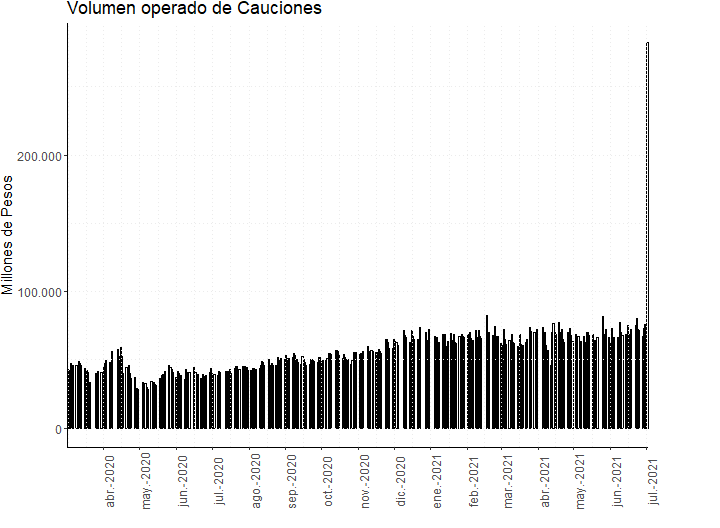 Volumen operado de Cauciones
Millones de Pesos
200.000
100.000
0
abr.-2020
may.-2020
jun.-2020
jul.-2020
ago.-2020
sep.-2020
oct.-2020
nov.-2020
dic.-2020
ene.-2021
feb.-2021
mar.-2021
abr.-2021
may.-2021
jun.-2021
jul.-2021